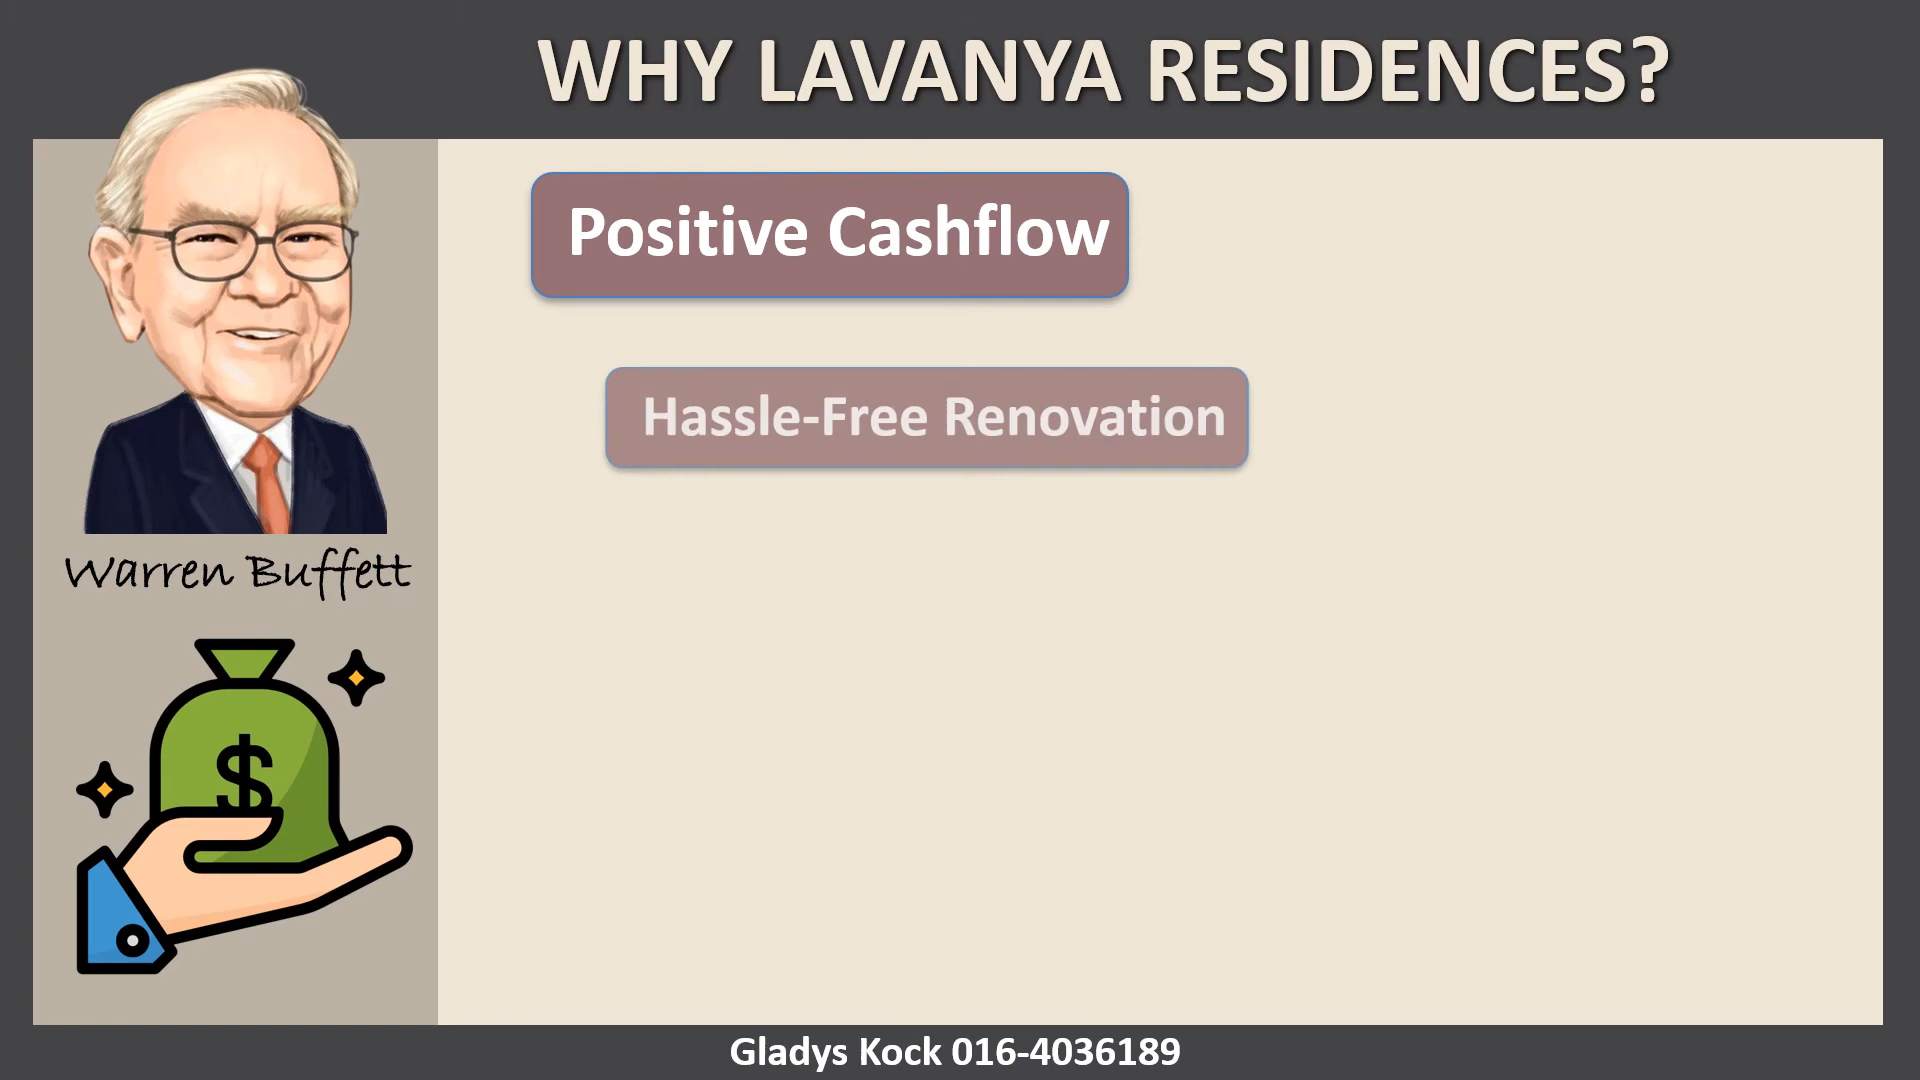 WHY LAVANYA RESIDENCES?
Positive Cashflow
Hassle-Free Renovation
Warren Buffett
$
Gladys Kock 016-4036189